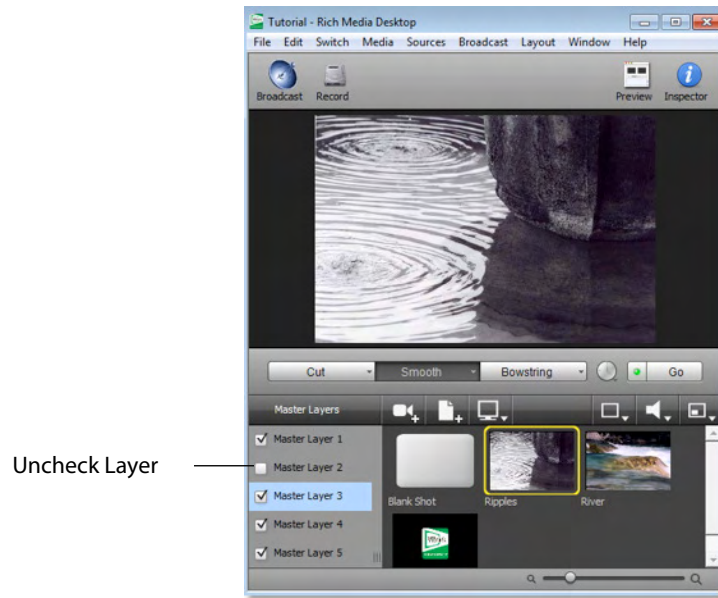 Tutorial - Rich Media Desktop
File Edit Switch Media Sources Broadcast Layout Window Help
Broadcast Record Preview Inspector
Cut Smooth Bowstring Go
Master Layers
Master Layer 1
Uncheck Layer
Master Layer 2
Master Layer 3
Blank Shot Ripples River
Master Layer 4
Master Layer 5